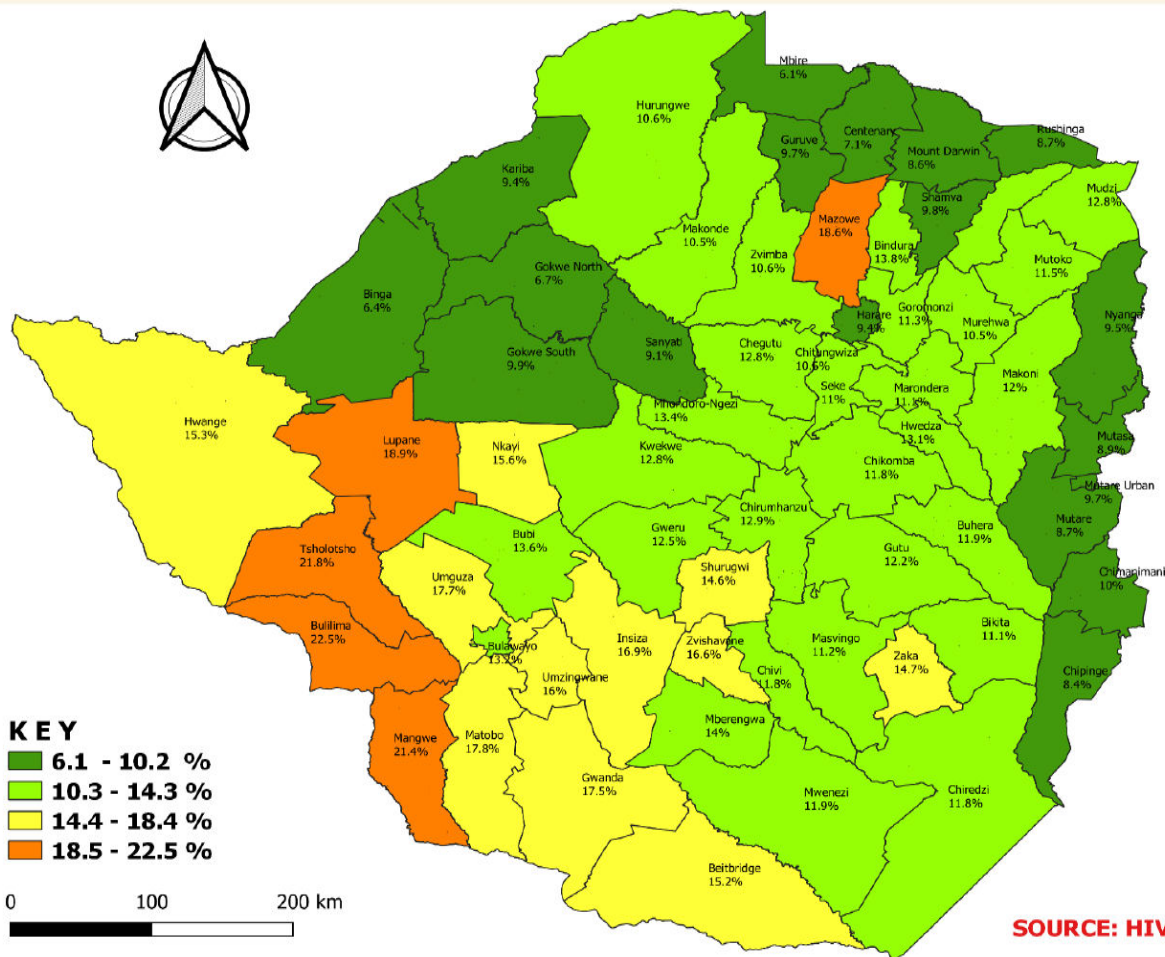 Mbire
6.1%
Hurungwe
10.6%
Guruve
9.7%
Centenary
7.1%
Mount Darwin
8.6%
Rushinga
8.7%
Kariba
9.4%
Shamva
9.8%
Mudzi
12.8%
Mazowe
18.6%
Makonde
10.5%
Zvimba
10.6%
Bindura
13.8%
Mutoko
11.5%
Gokwe North
6.7%
Binga
6.4%
Goromonzi
11.3%
Harare
9.4%
Murehwa
10.5%
Nyanga
9.5%
Gokwe South
9.9%
Sanyati
9.1%
Chegutu
12.8%
Chitungwiza
10.6%
Makoni
12%
Seke
11%
Marondera
11.1%
Mhondoro-Ngezi
13.4%
Hwange
15.3%
Hwedza
13.1%
Mutasa
8.9%
Lupane
18.9%
Nkayi
15.6%
Kwekwe
12.8%
Chikomba
11.8%
Mutare Urban
9.7%
Mutare
8.7%
Chirumhanzu
12.9%
Bubi
13.6%
Gweru
12.5%
Buhera
11.9%
Tsholotsho
21.8%
Gutu
12.2%
Shurugwi
14.6%
Chimanimani
10%
Umguza
17.7%
Bulilima
22.5%
Bulawayo
13.2%
Insiza
16.9%
Zvishavane
16.6%
Masvingo
11.2%
Bikita
11.1%
Zaka
14.7%
Chivi
11.8%
Umzingwane
16%
Chipinge
8.4%
Mberengwa
14%
Mangwe
21.4%
Matobo
17.8%
Gwanda
17.5%
Mwenezi
11.9%
Chiredzi
11.8%
Beitbridge
15.2%
KEY
6.1 - 10.2 %
10.3 - 14.3 %
14.4 - 18.4 %
18.5 - 22.5 %
0 100 200 km
SOURCE: HIV